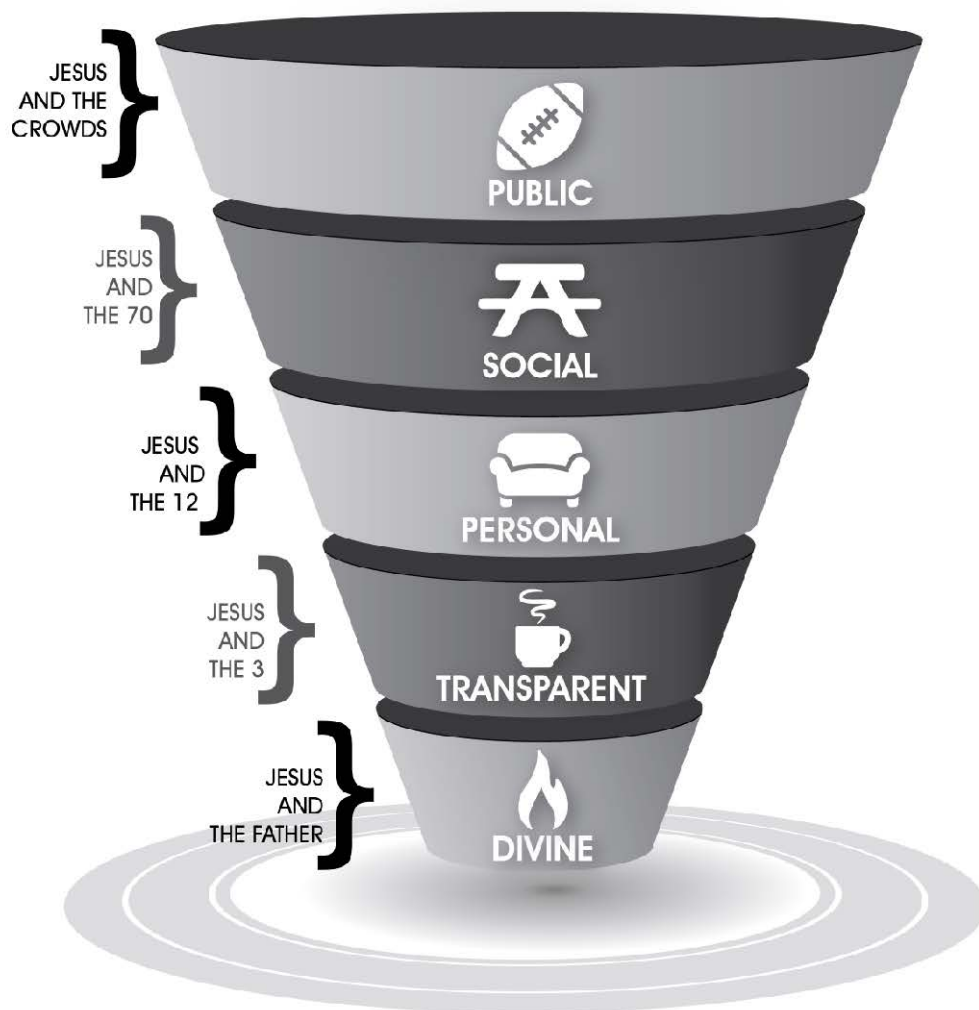 JESUS
AND THE
CROWDS
PUBLIC
JESUS
AND
THE 70
SOCIAL
JESUS
AND
THE 12
PERSONAL
JESUS
AND
THE 3
TRANSPARENT
JESUS
AND
THE FATHER
DIVINE